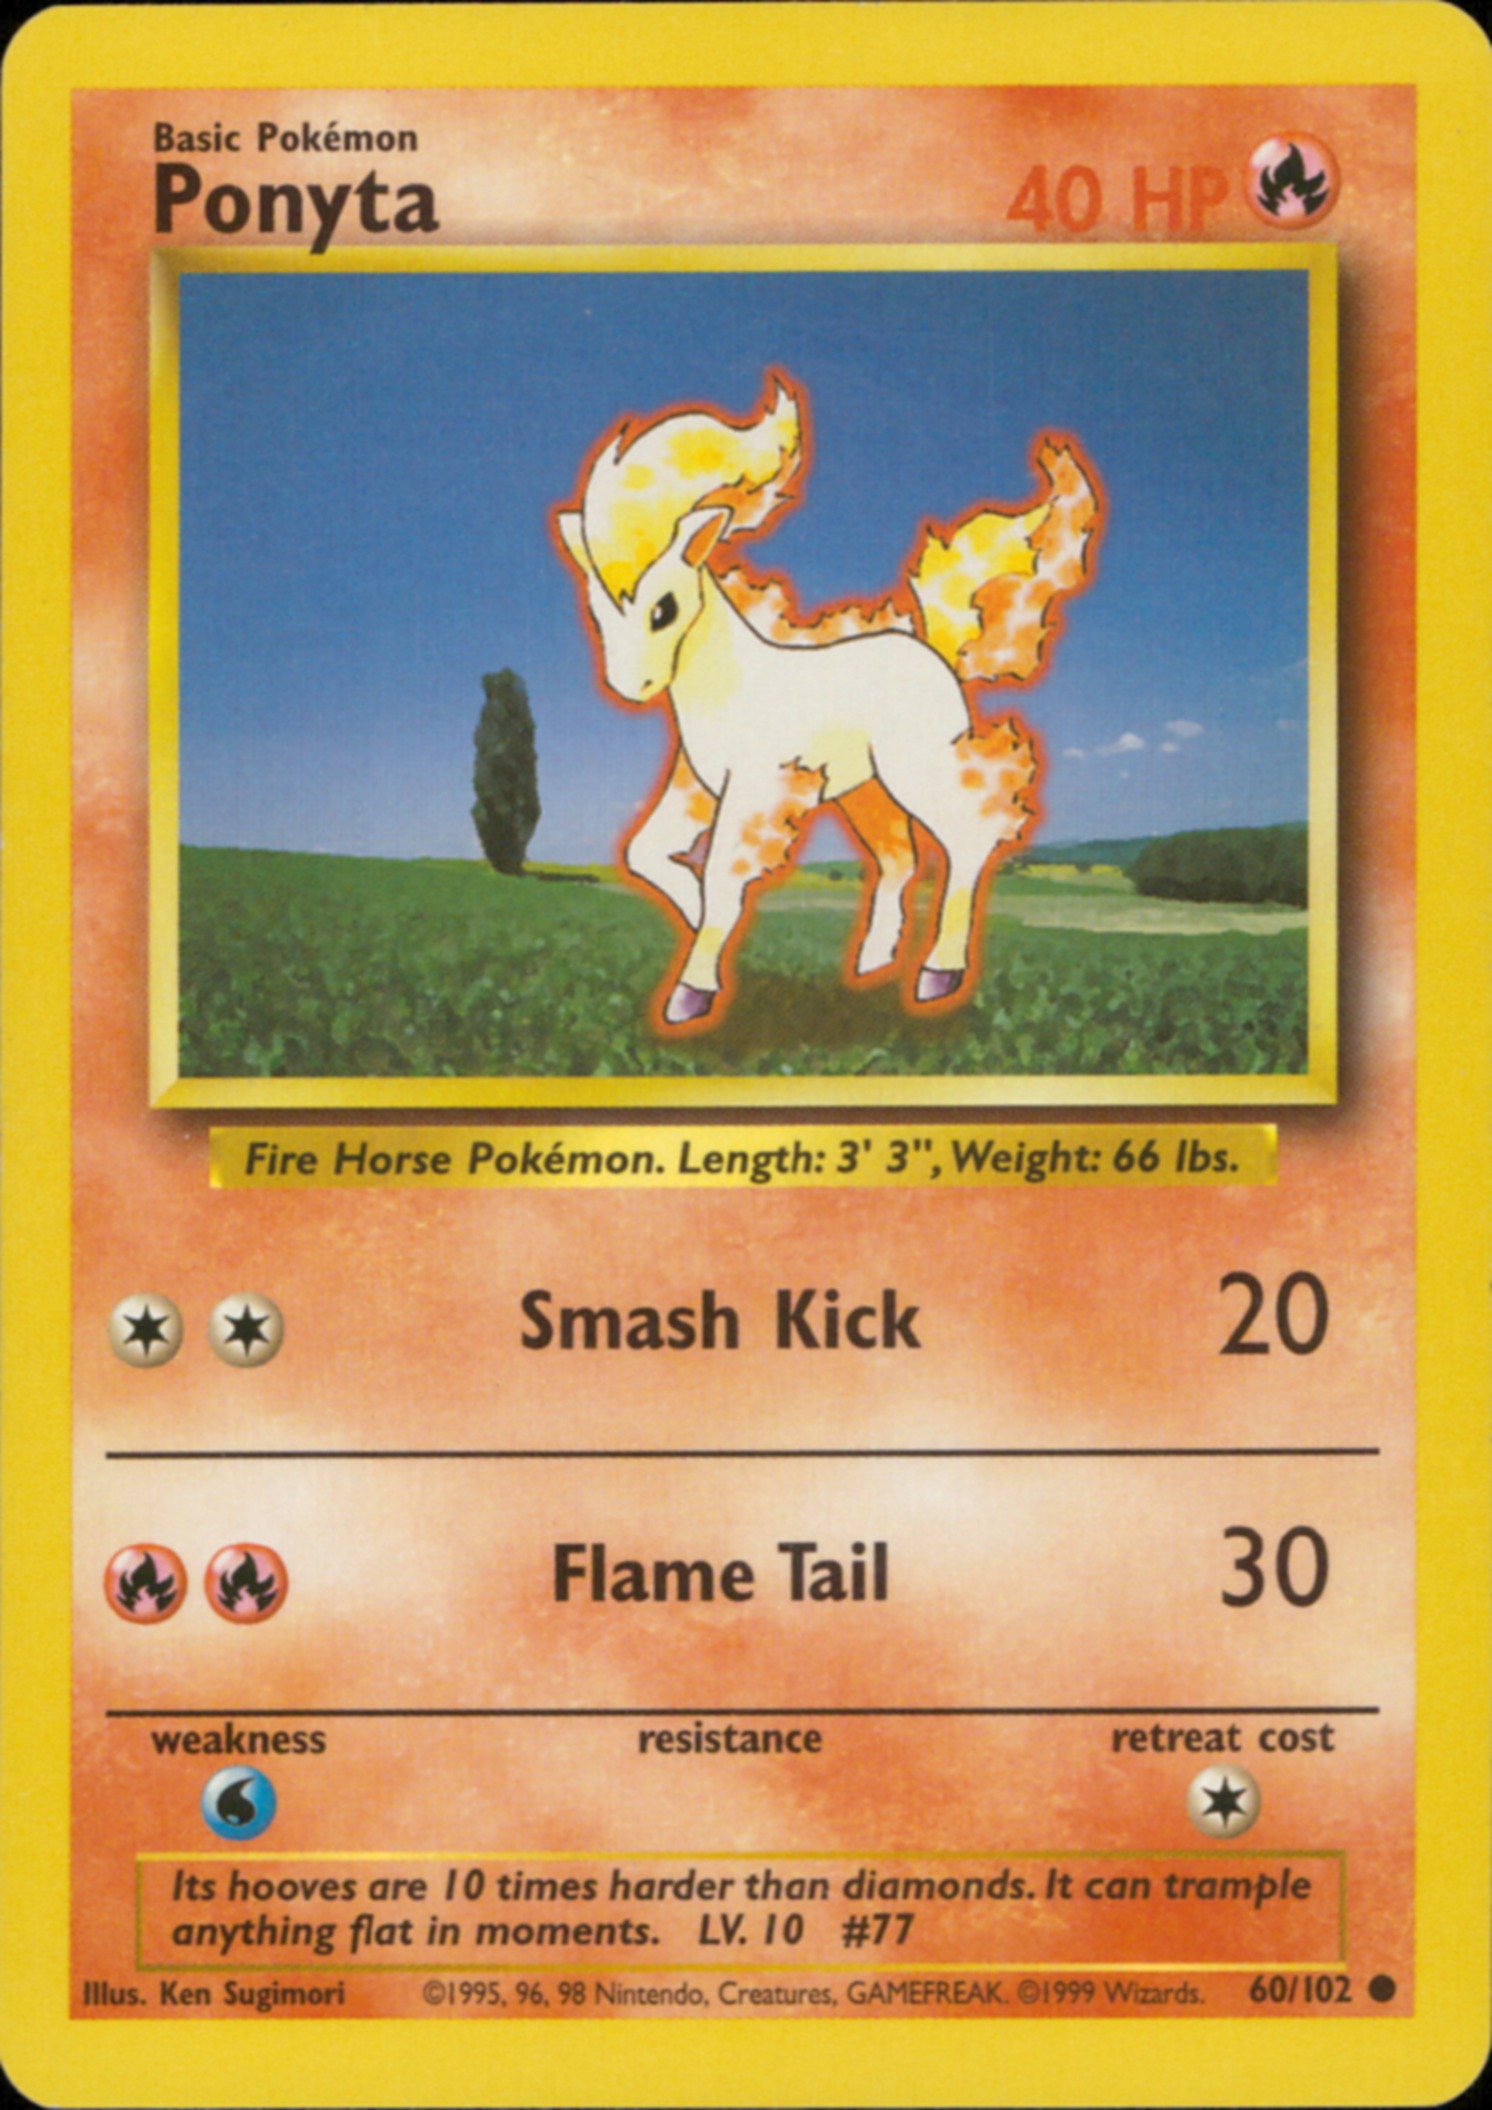 Basic Pokémon
Ponyta
40 HP
Fire Horse Pokémon. Length: 3' 3", Weight: 66 lbs.
Smash Kick 20
Flame Tail 30
weakness resistance retreat cost
Its hooves are 10 times harder than diamonds. It can trample
anything flat in moments. LV. 10 #77
Illus. Ken Sugimori ©1995, 96, 98 Nintendo, Creatures, GAMEFREAK. ©1999 Wizards. 60/102